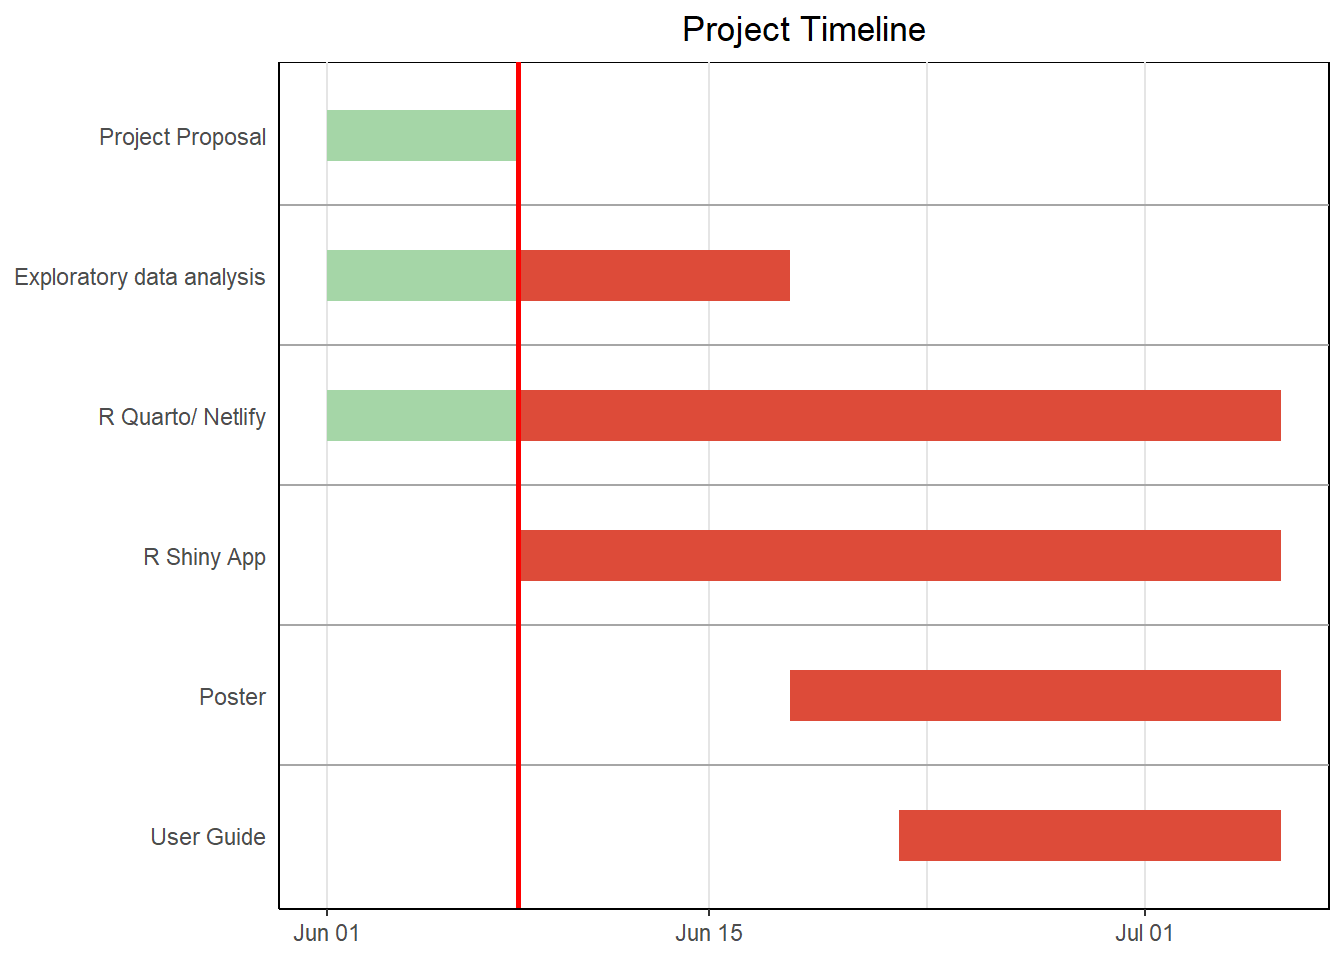 Project Timeline
Project Proposal
Exploratory data analysis
R Quarto/ Netlify
R Shiny App
Poster
User Guide
Jun 01
Jun 15
Jul 01